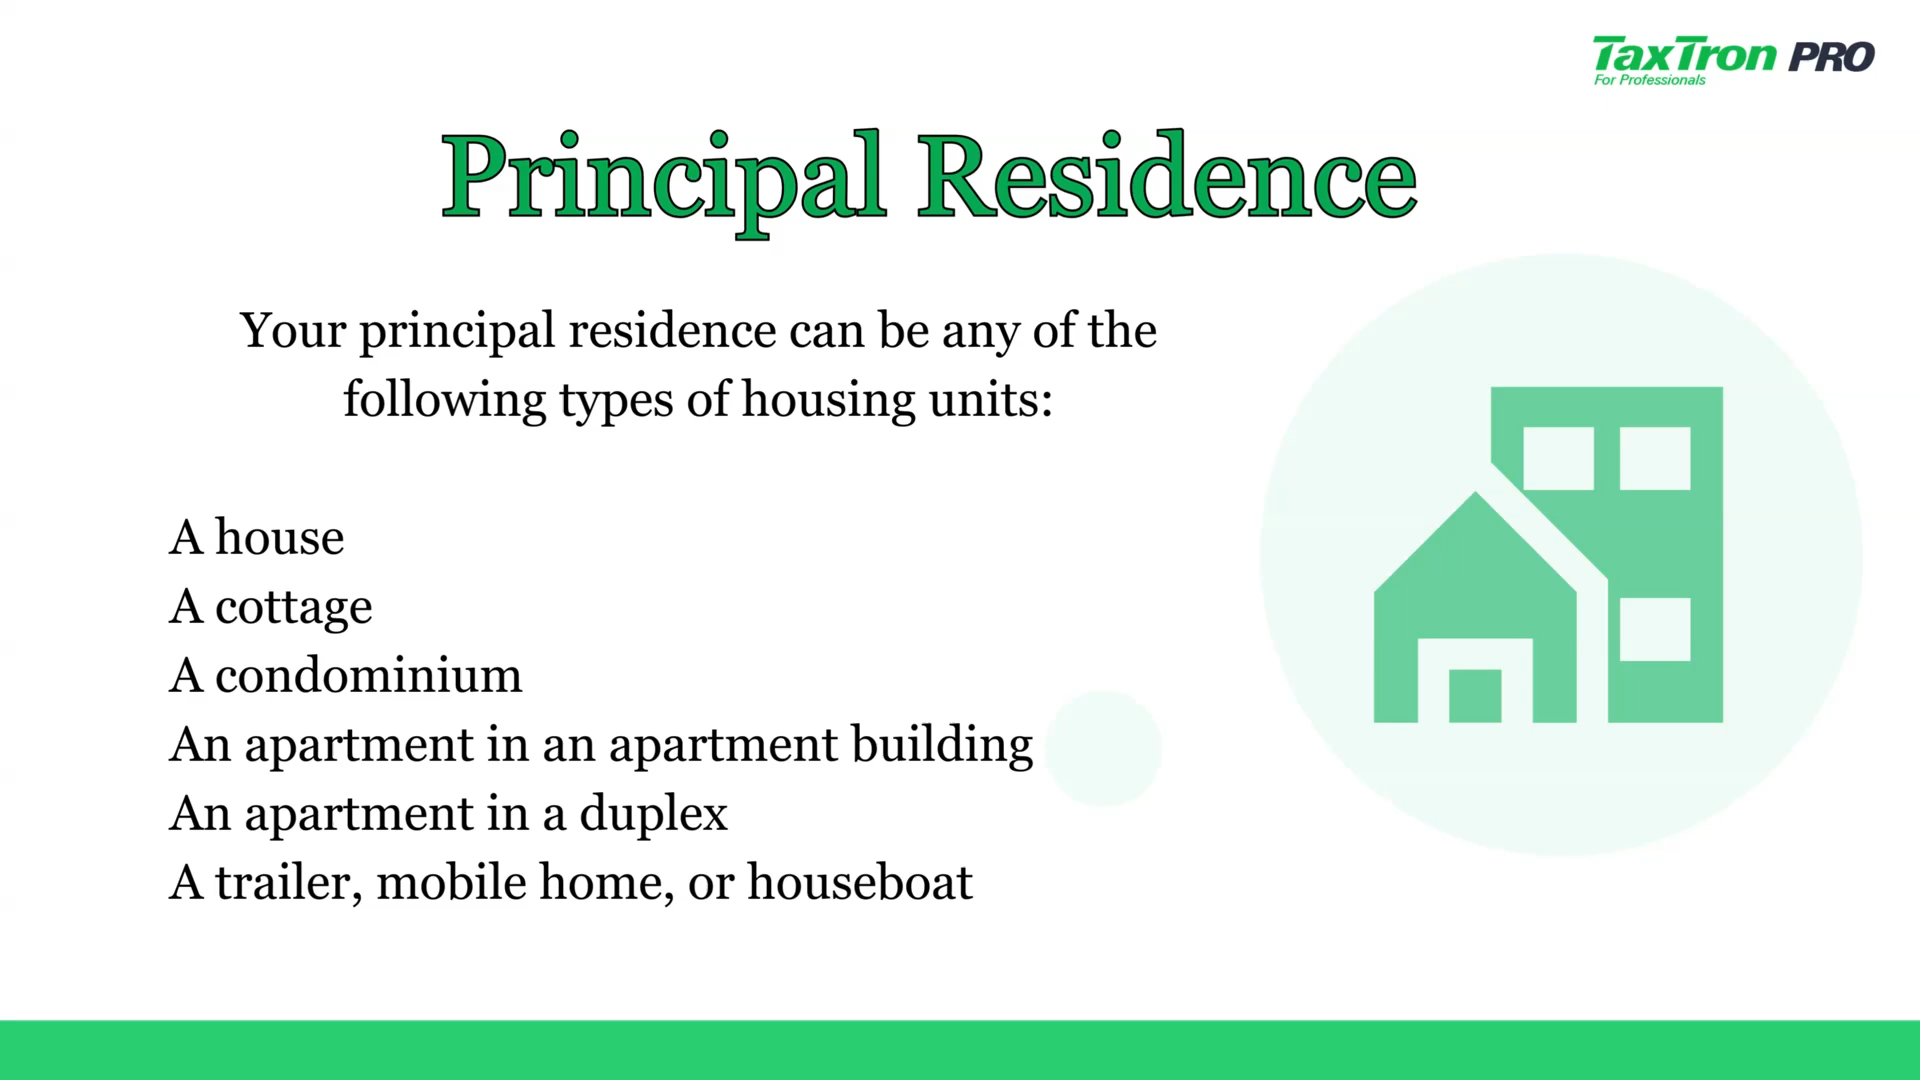 TaxTron PRO
For Professionals
Principal Residence
Your principal residence can be any of the
following types of housing units:
A house
A cottage
A condominium
An apartment in an apartment building
An apartment in a duplex
A trailer, mobile home, or houseboat